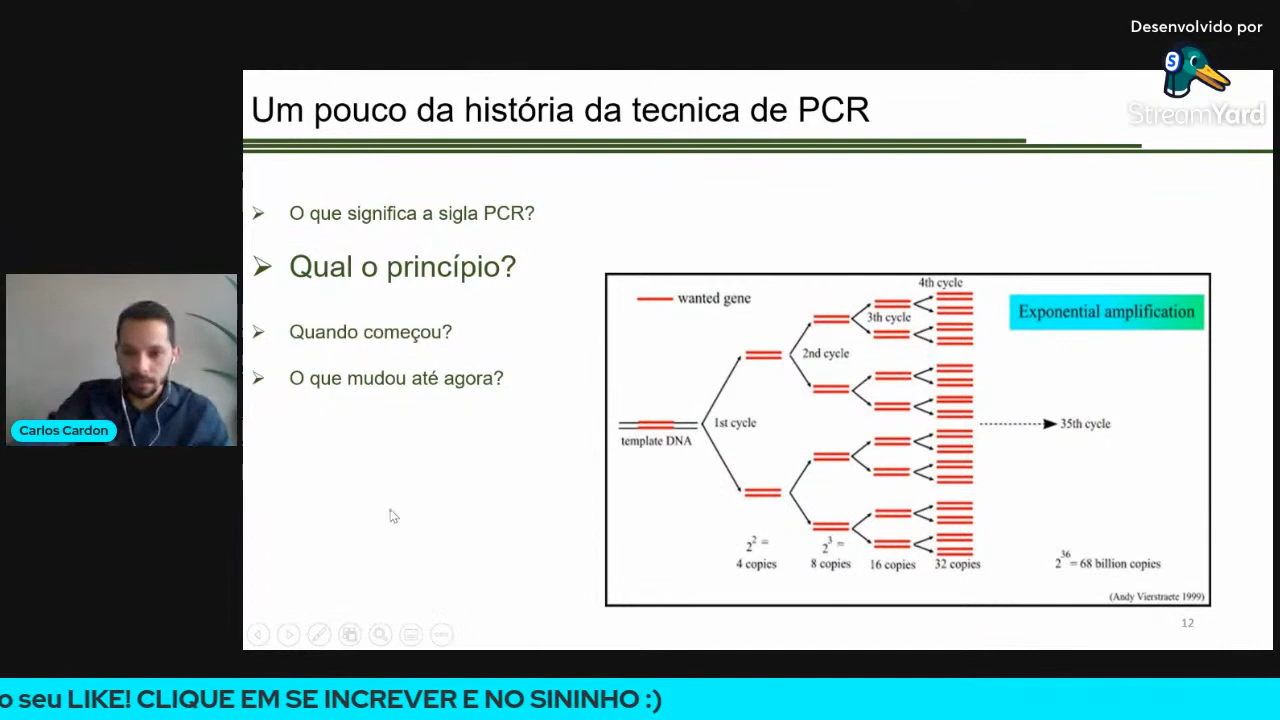 Desenvolvido por
S
StreamYard
Um pouco da história da tecnica de PCR
O que significa a sigla PCR?
Qual o princípio?
Quando começou?
O que mudou até agora?
Carlos Cardon
wanted gene
4th cycle
3th cycle
Exponential amplification
2nd cycle
1st cycle
template DNA
35th cycle
2² =
4 copies
2³ =
8 copies
16 copies
32 copies
2³⁶ = 68 billion copies
(Andy Vierstraete 1999)
12
o seu LIKE! CLIQUE EM SE INCREVER E NO SININHO :)